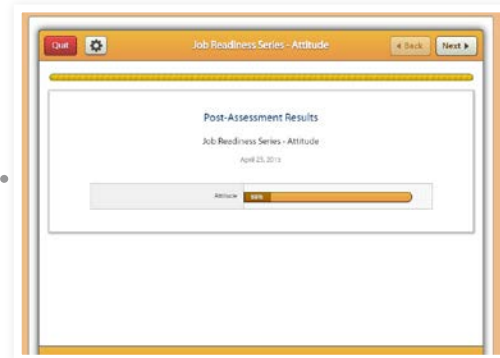 Quit
Job Readiness Series - Attitude
Back
Next
Post-Assessment Results
Job Readiness Series - Attitude
Attitude